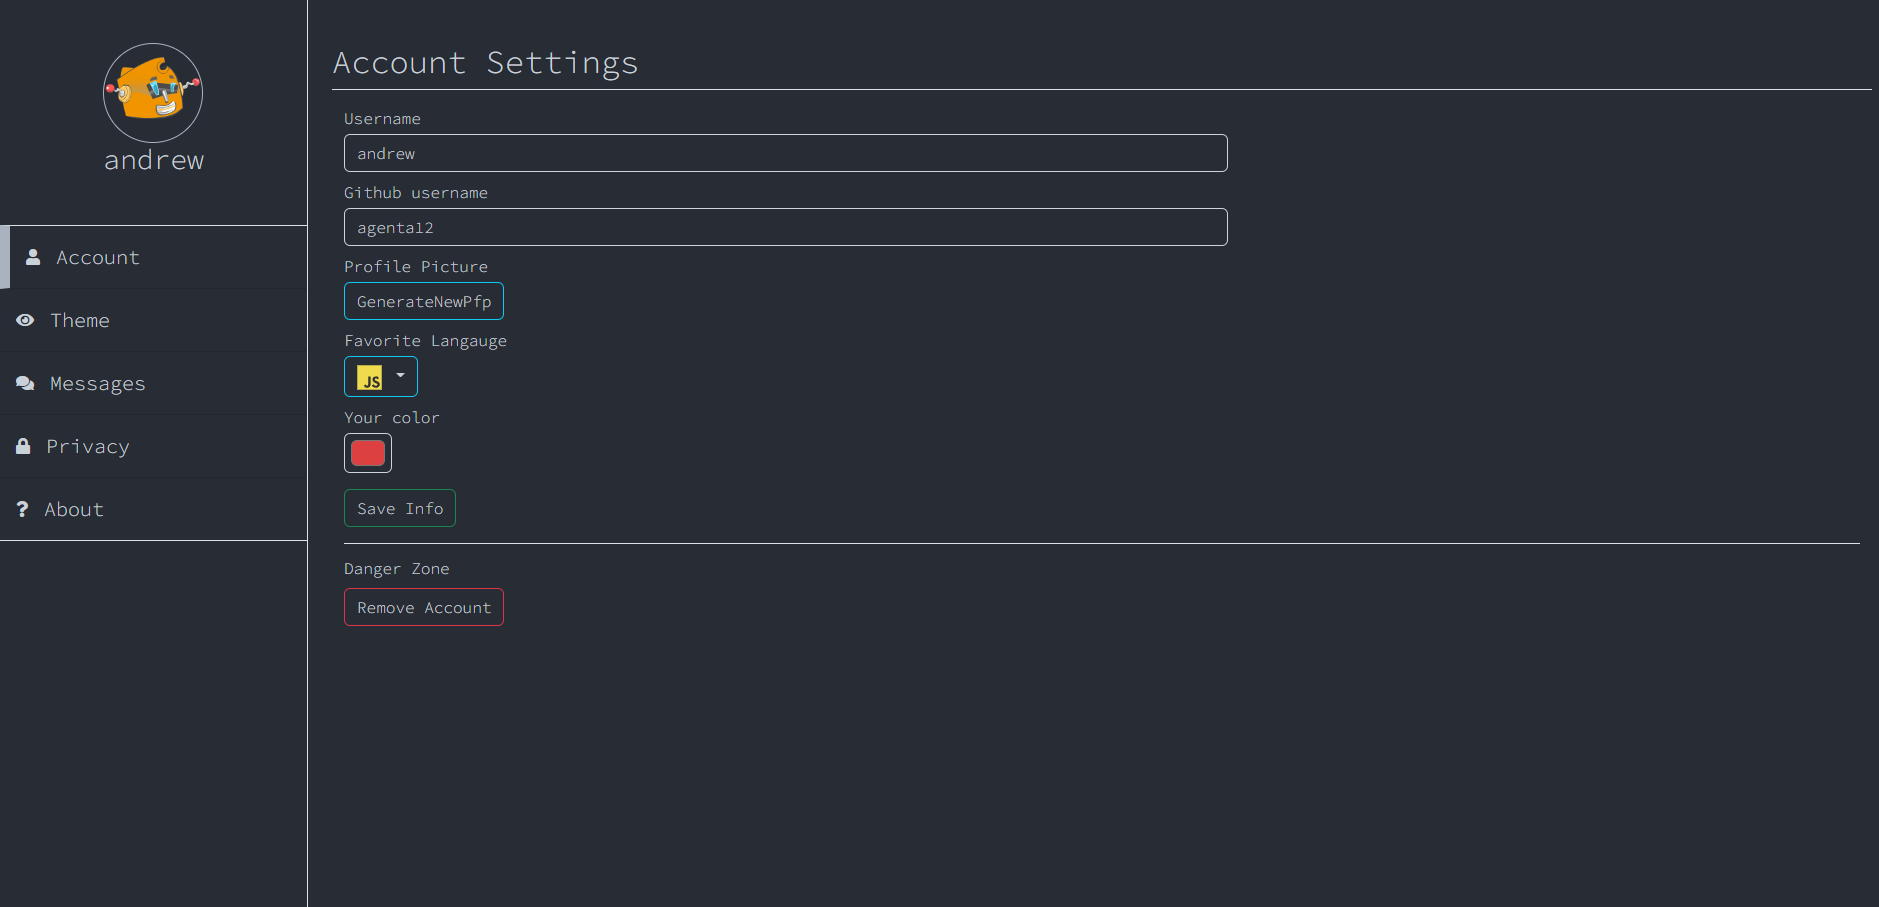 andrew
Account
Theme
Messages
Privacy
About
Account Settings
Username
andrew
Github username
agenta12
Profile Picture
GenerateNewPfp
Favorite Langauge
JS
Your color
Save Info
Danger Zone
Remove Account